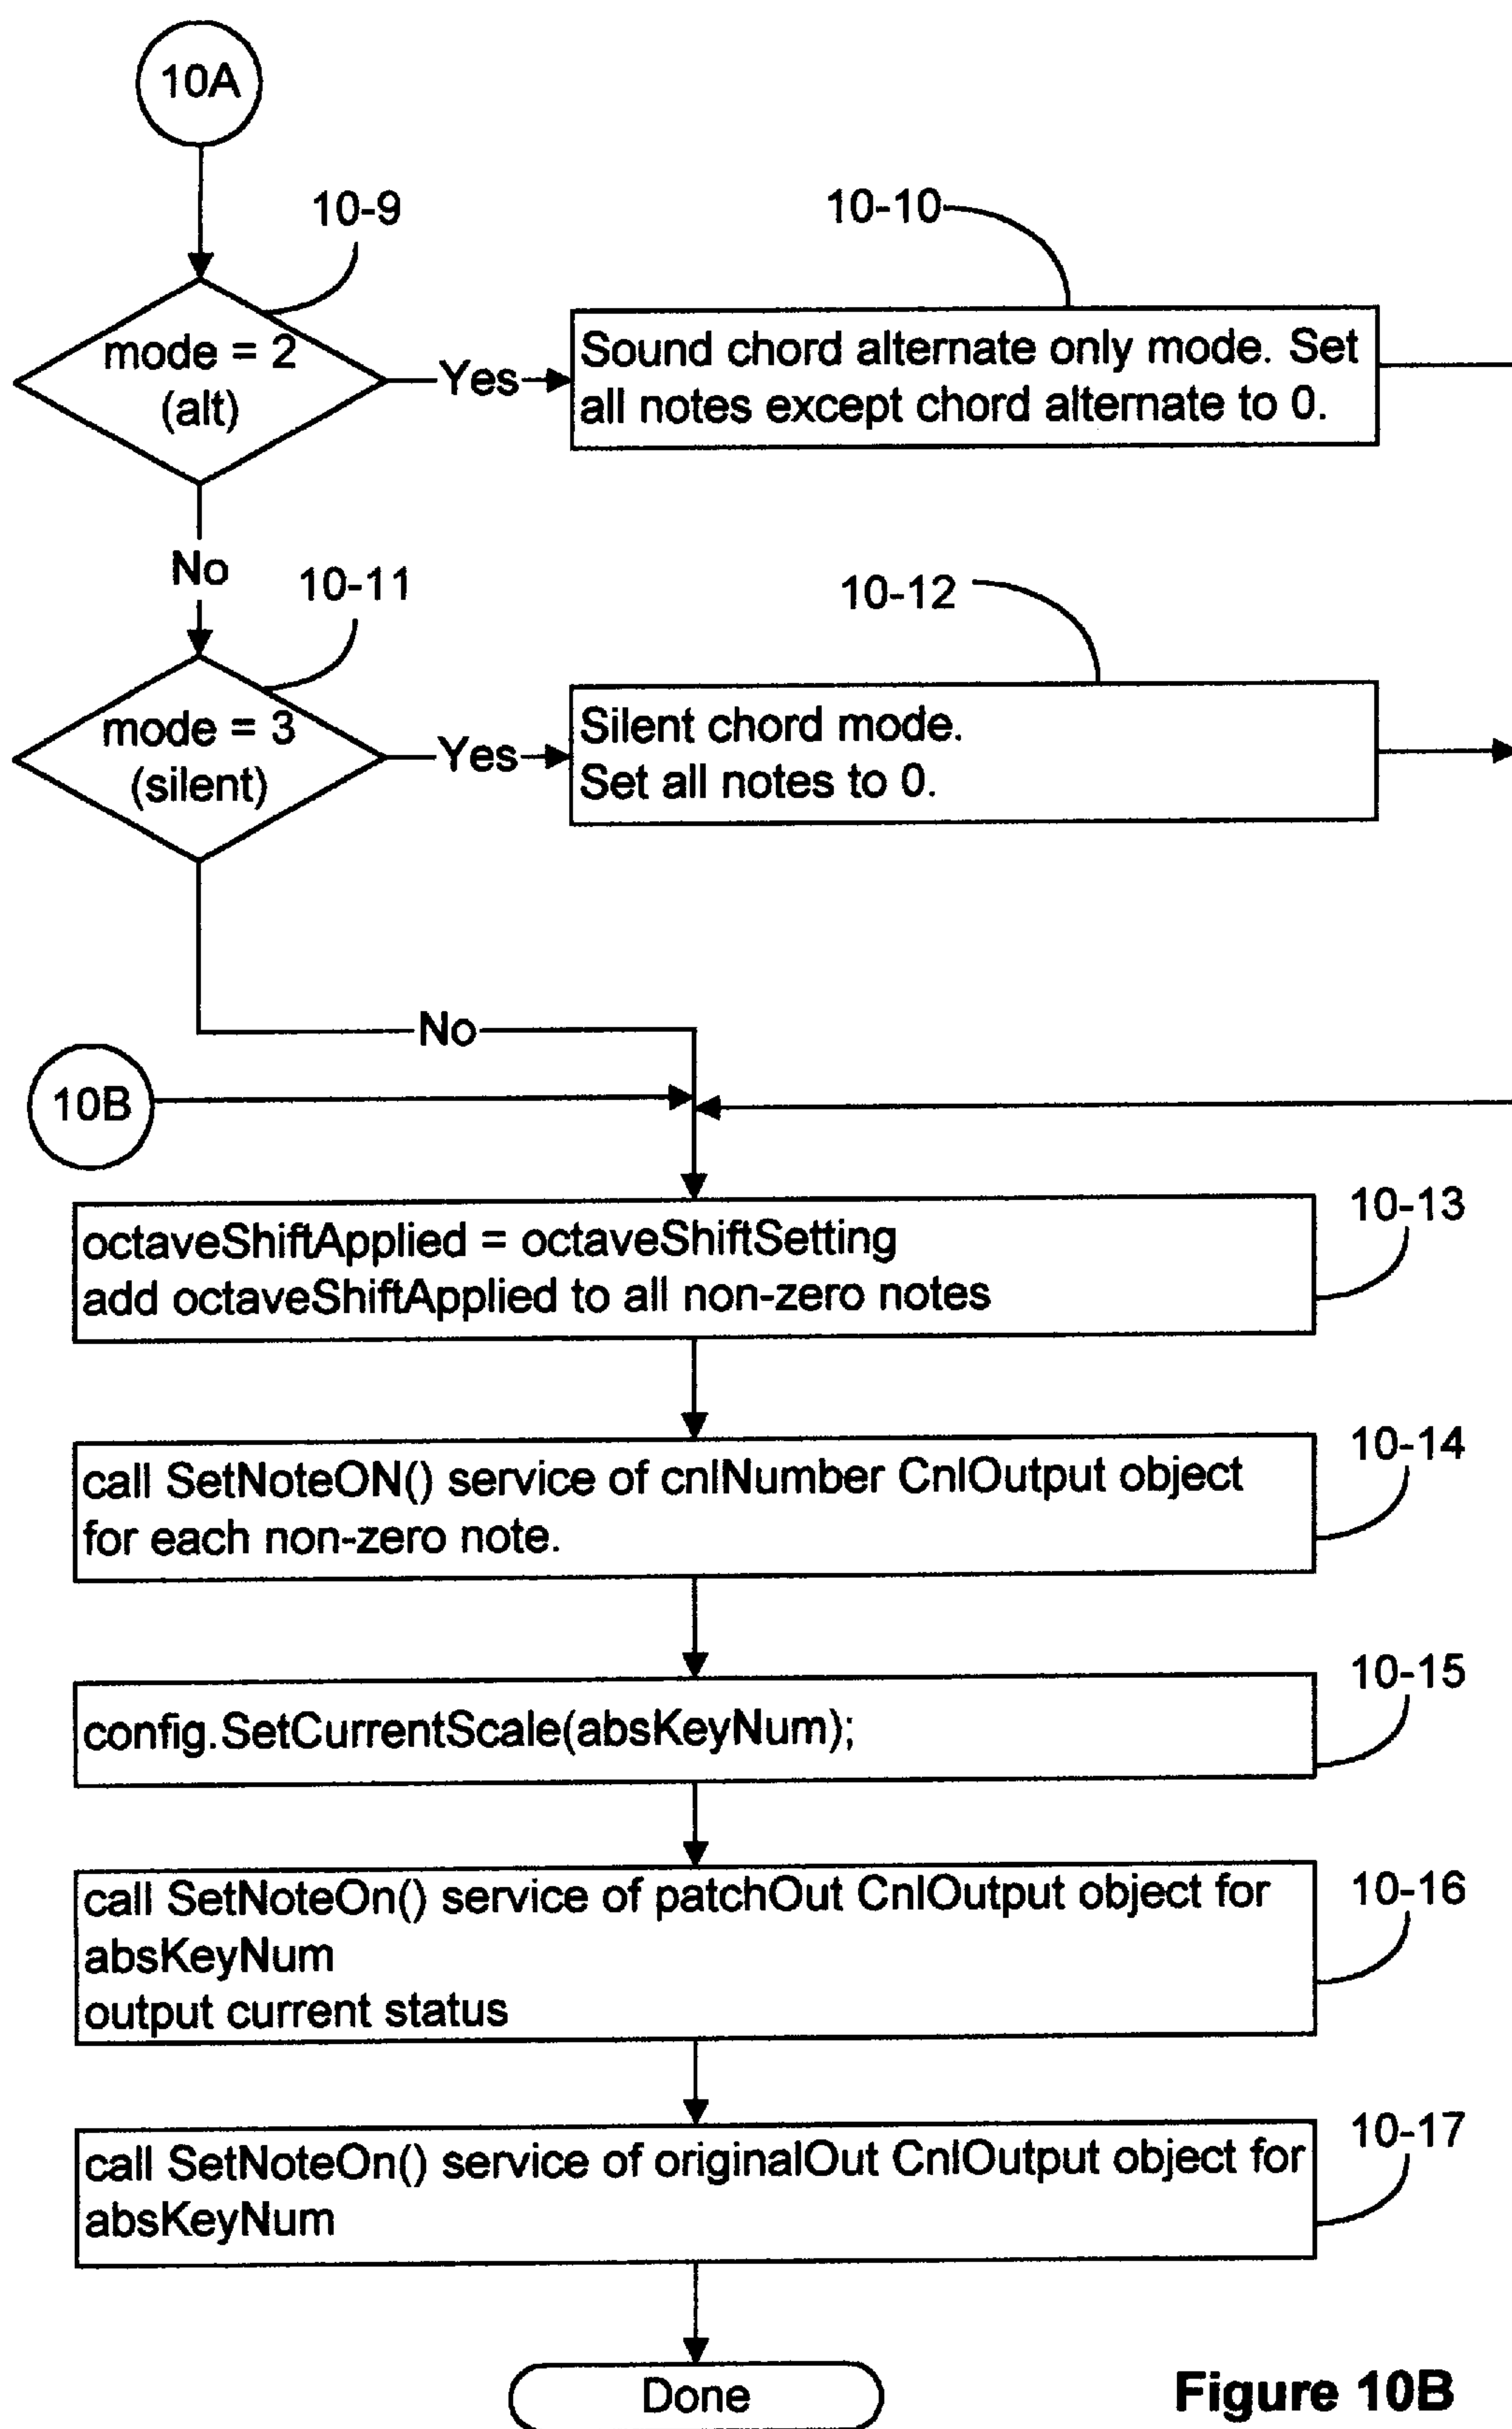 10A
10-9
10-10
mode = 2
(alt)
Yes
Sound chord alternate only mode. Set
all notes except chord alternate to 0.
No
10-11
10-12
mode = 3
(silent)
Yes
Silent chord mode.
Set all notes to 0.
No
10B
10-13
octaveShiftApplied = octaveShiftSetting
add octaveShiftApplied to all non-zero notes
10-14
call SetNoteON() service of cnlNumber CnlOutput object
for each non-zero note.
10-15
config.SetCurrentScale(absKeyNum);
10-16
call SetNoteOn() service of patchOut CnlOutput object for
absKeyNum
output current status
10-17
call SetNoteOn() service of originalOut CnlOutput object for
absKeyNum
Done
Figure 10B